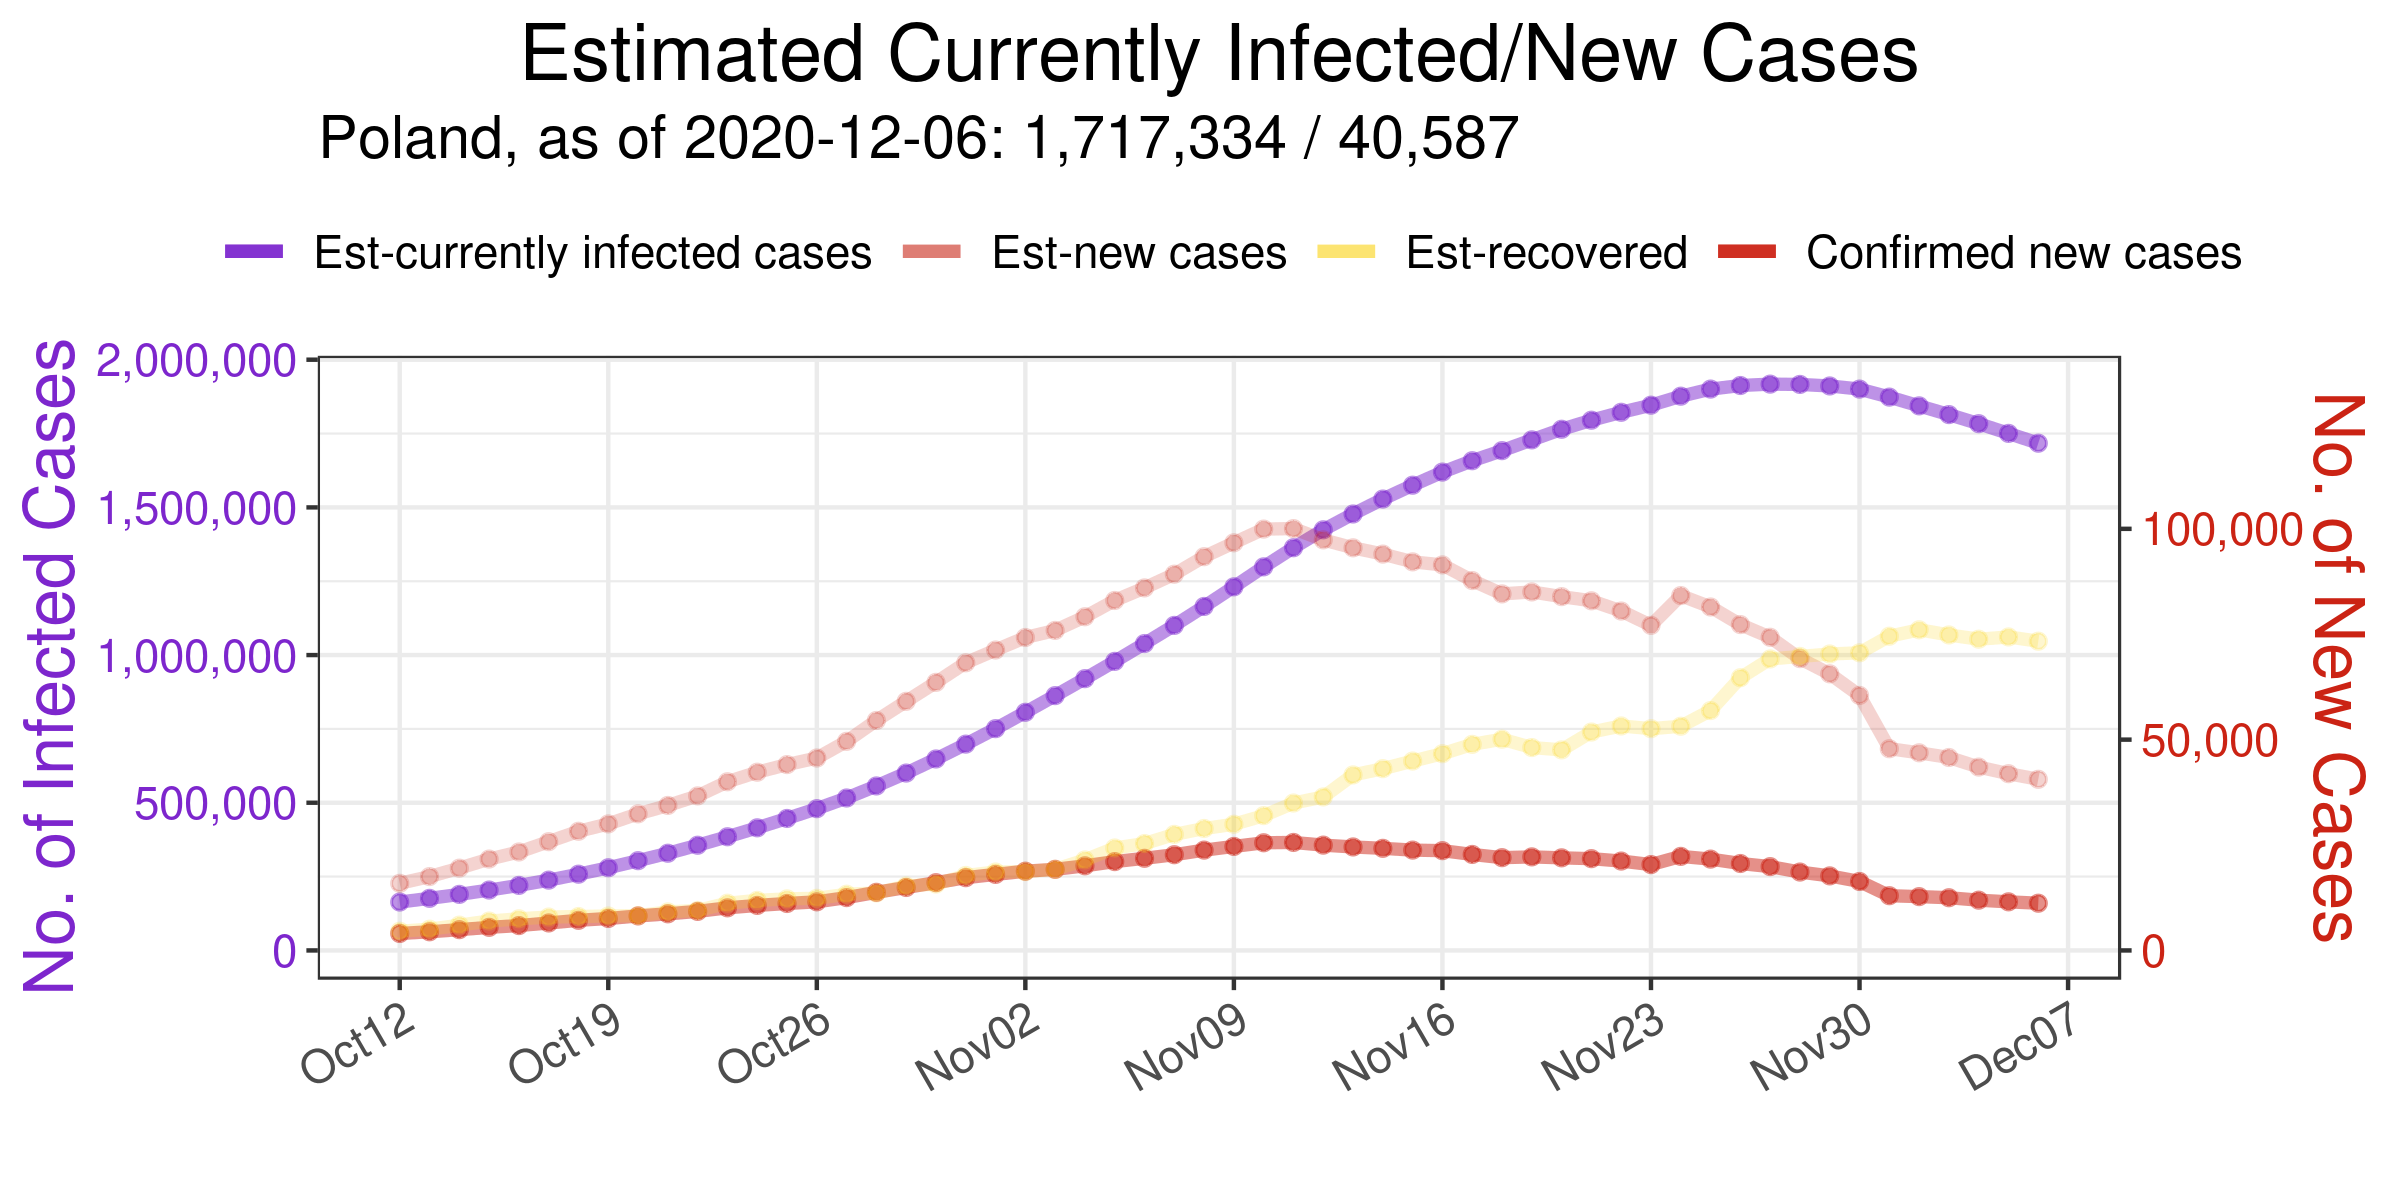 Estimated Currently Infected/New Cases
Poland, as of 2020-12-06: 1,717,334 / 40,587
Est-currently infected cases Est-new cases Est-recovered Confirmed new cases
No. of Infected Cases
2,000,000
1,500,000
1,000,000
500,000
0
100,000
50,000
0
No. of New Cases
Oct12 Oct19 Oct26 Nov02 Nov09 Nov16 Nov23 Nov30 Dec07